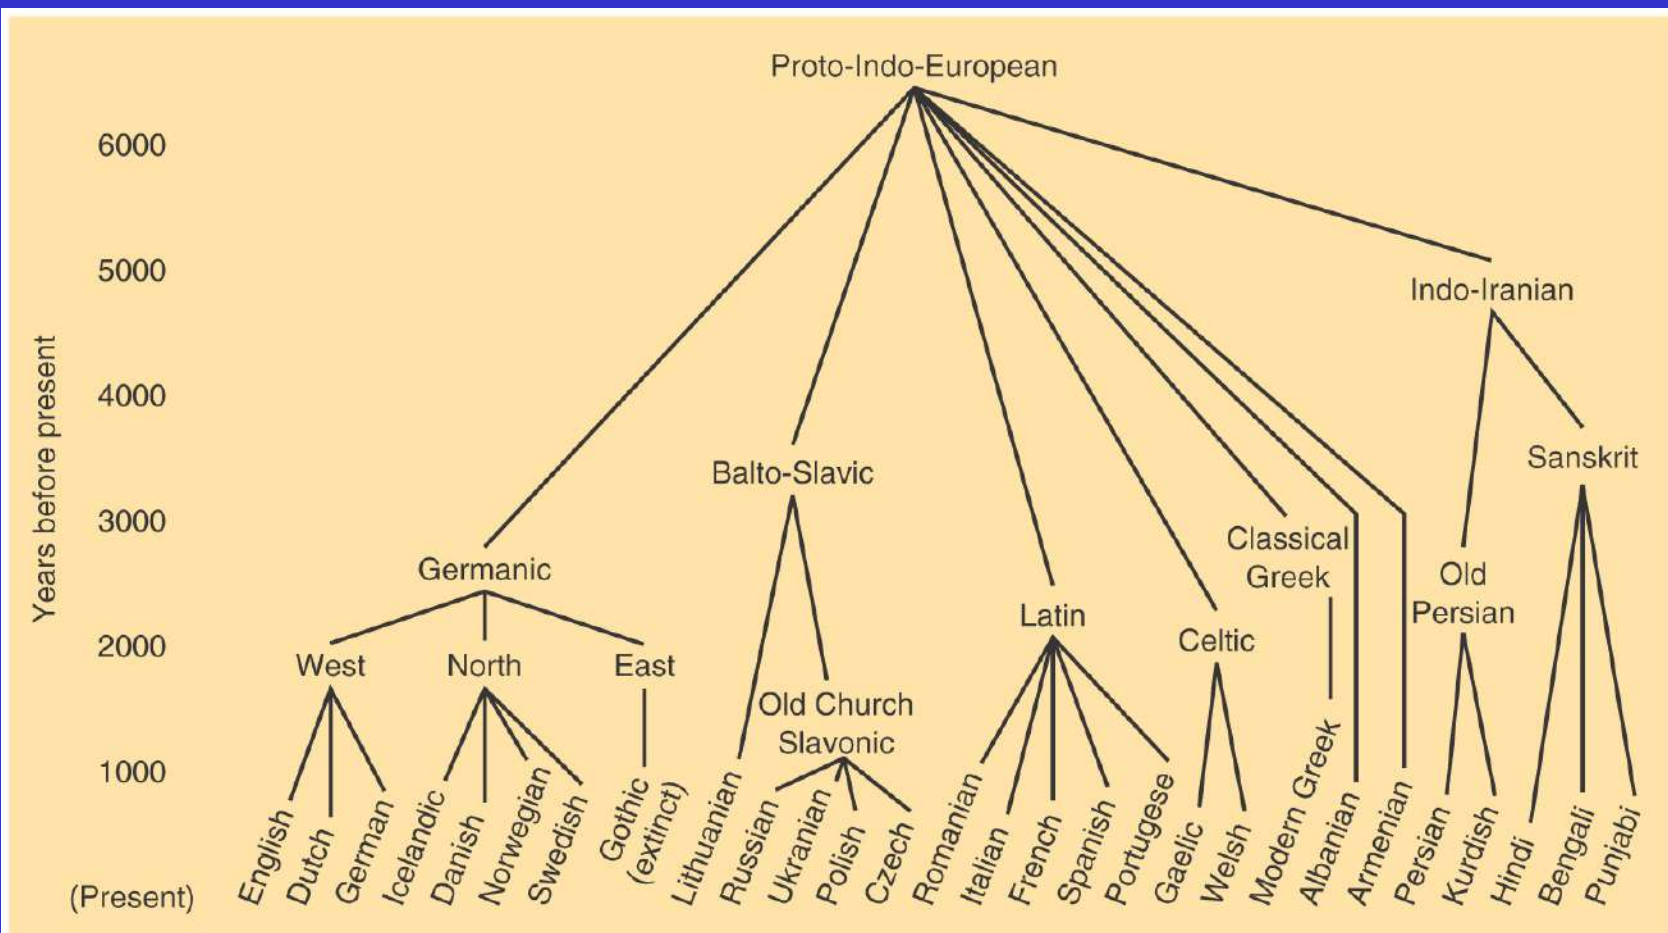 Proto-Indo-European
6000
5000
4000
3000
2000
1000
(Present)
Years before present
Indo-Iranian
Sanskrit
Balto-Slavic
Classical
Greek
Germanic
Old
Persian
Latin
Celtic
West
North
East
Old Church
Slavonic
English
Dutch
German
Icelandic
Danish
Norwegian
Swedish
Gothic
(extinct)
Lithuanian
Russian
Ukranian
Polish
Czech
Romanian
Italian
French
Spanish
Portugese
Gaelic
Welsh
Modern Greek
Albanian
Armenian
Persian
Kurdish
Hindi
Bengali
Punjabi